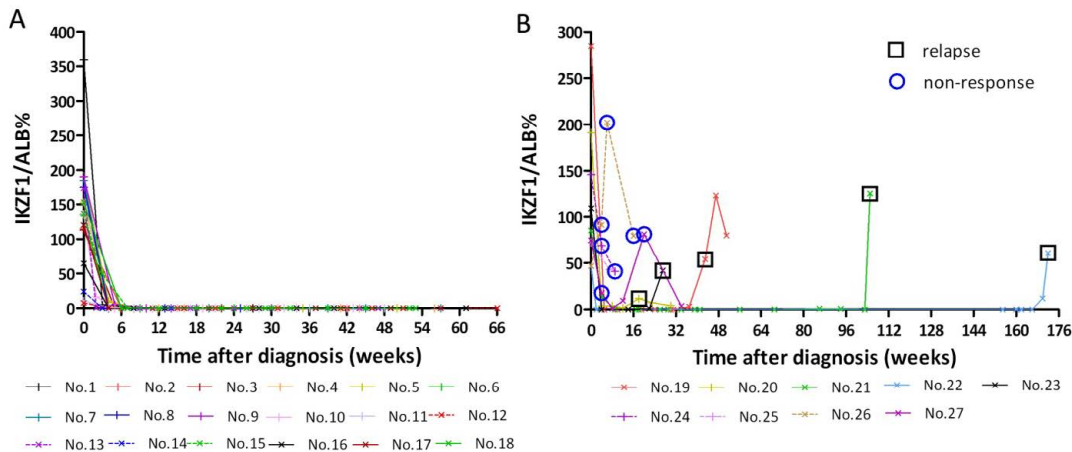 A
B
400
350
300
250
200
150
100
50
0
IKZF1/ALB%
0 6 12 18 24 30 36 42 48 54 60 66
Time after diagnosis (weeks)
No.1 No.2 No.3 No.4 No.5 No.6
No.7 No.8 No.9 No.10 No.11 No.12
No.13 No.14 No.15 No.16 No.17 No.18
300
250
200
150
100
50
0
IKZF1/ALB%
relapse
non-response
0 16 32 48 64 80 96 112 128 144 160 176
Time after diagnosis (weeks)
No.19 No.20 No.21 No.22 No.23
No.24 No.25 No.26 No.27